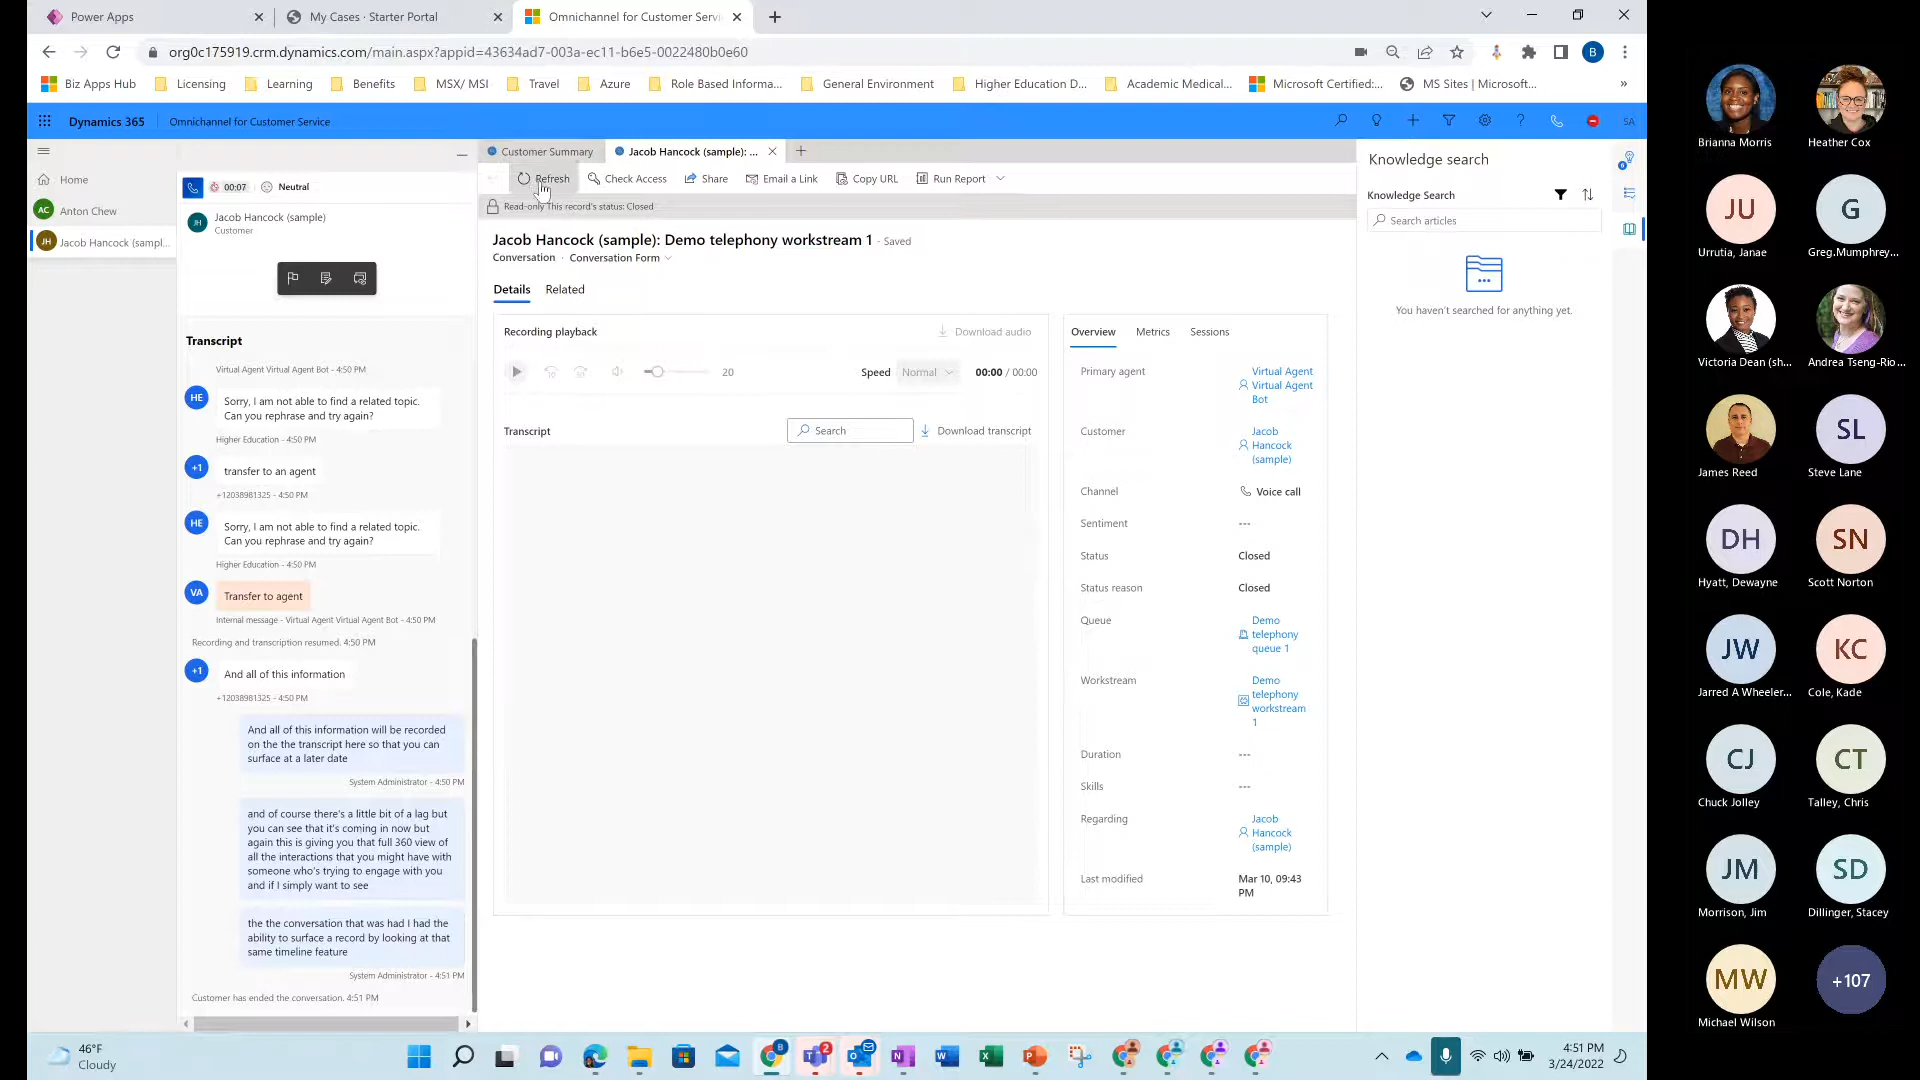 Power Apps
My Cases · Starter Portal
Omnichannel for Customer Servi
org0c175919.crm.dynamics.com/main.aspx?appid=43634ad7-003a-ec11-b6e5-0022480b0e60
B
Biz Apps Hub
Licensing
Learning
Benefits
MSX/ MSI
Travel
Azure
Role Based Informa...
General Environment
Higher Education D...
Academic Medical...
Microsoft Certified:...
MS Sites | Microsoft...
»
Dynamics 365
Omnichannel for Customer Service
SA
Home
AC
Anton Chew
JH
Jacob Hancock (sampl...
00:07
Neutral
JH
Jacob Hancock (sample)
Customer
Transcript
Virtual Agent Virtual Agent Bot - 4:50 PM
HE
Sorry, I am not able to find a related topic.
Can you rephrase and try again?
Higher Education - 4:50 PM
+1
transfer to an agent
+12038981325 - 4:50 PM
HE
Sorry, I am not able to find a related topic.
Can you rephrase and try again?
Higher Education - 4:50 PM
VA
Transfer to agent
Internal message - Virtual Agent Virtual Agent Bot - 4:50 PM
Recording and transcription resumed. 4:50 PM
+1
And all of this information
+12038981325 - 4:50 PM
And all of this information will be recorded
on the the transcript here so that you can
surface at a later date
System Administrator - 4:50 PM
and of course there's a little bit of a lag but
you can see that it's coming in now but
again this is giving you that full 360 view of
all the interactions that you might have with
someone who's trying to engage with you
and if I simply want to see
the the conversation that was had I had the
ability to surface a record by looking at that
same timeline feature
System Administrator - 4:51 PM
Customer has ended the conversation. 4:51 PM
Customer Summary
Jacob Hancock (sample): ...
Refresh
Check Access
Share
Email a Link
Copy URL
Run Report
Read-only This record's status: Closed
Jacob Hancock (sample): Demo telephony workstream 1 - Saved
Conversation · Conversation Form
Details
Related
Recording playback
Download audio
20
Speed
Normal
00:00 / 00:00
Transcript
Search
Download transcript
Overview
Metrics
Sessions
Primary agent
Virtual Agent
Virtual Agent
Bot
Customer
Jacob
Hancock
(sample)
Channel
Voice call
Sentiment
---
Status
Closed
Status reason
Closed
Queue
Demo
telephony
queue 1
Workstream
Demo
telephony
workstream
1
Duration
---
Skills
---
Regarding
Jacob
Hancock
(sample)
Last modified
Mar 10, 09:43
PM
Knowledge search
Knowledge Search
Search articles
You haven't searched for anything yet.
Brianna Morris
Heather Cox
JU
Urrutia, Janae
G
Greg.Mumphrey...
Victoria Dean (sh...
Andrea Tseng-Rio...
James Reed
SL
Steve Lane
DH
Hyatt, Dewayne
SN
Scott Norton
JW
Jarred A Wheeler...
KC
Cole, Kade
CJ
Chuck Jolley
CT
Talley, Chris
JM
Morrison, Jim
SD
Dillinger, Stacey
MW
Michael Wilson
+107
46°F
Cloudy
B
2
4:51 PM
3/24/2022